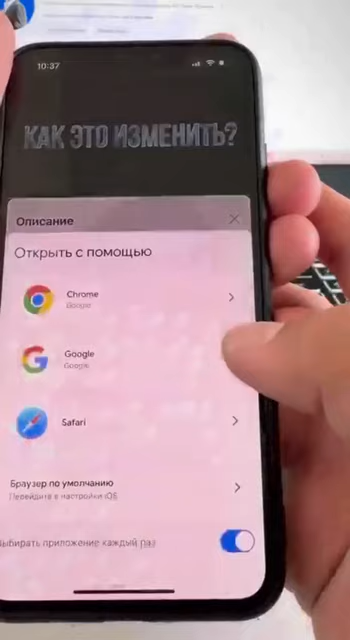 10:37
КАК ЭТО ИЗМЕНИТЬ?
Описание
Открыть с помощью
Chrome
Google
Google
Google
Safari
Браузер по умолчанию
Перейдите в настройки iOS
Выбирать приложение каждый раз